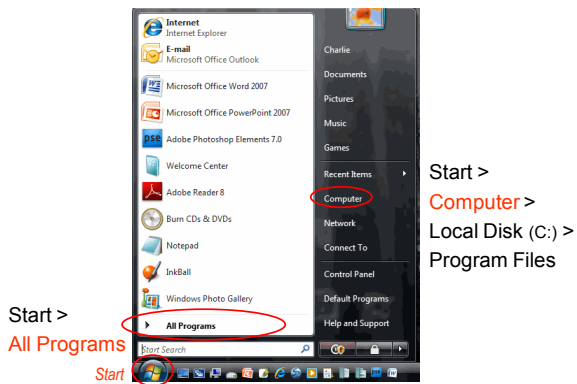 Internet
Internet Explorer
E-mail
Microsoft Office Outlook
Microsoft Office Word 2007
Microsoft Office PowerPoint 2007
pse
Adobe Photoshop Elements 7.0
Welcome Center
Adobe Reader 8
Burn CDs & DVDs
Notepad
InkBall
Windows Photo Gallery
All Programs
Start Search
Charlie
Documents
Pictures
Music
Games
Recent Items
Computer
Network
Connect To
Control Panel
Default Programs
Help and Support
Start >
Computer >
Local Disk (C:) >
Program Files
Start >
All Programs
Start